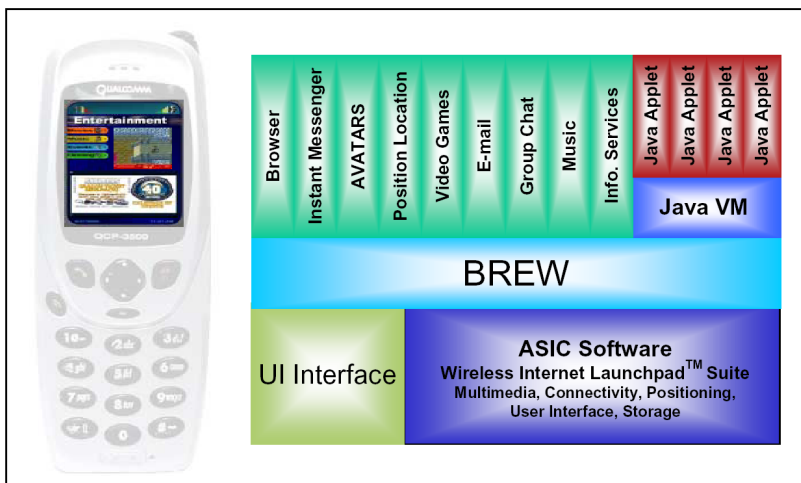 QUALCOMM
Entertainment
40
QCP-3500
Browser
Instant Messenger
AVATARS
Position Location
Video Games
E-mail
Group Chat
Music
Info. Services
Java Applet
Java Applet
Java Applet
Java Applet
Java VM
BREW
UI Interface
ASIC Software
Wireless Internet Launchpad™ Suite
Multimedia, Connectivity, Positioning,
User Interface, Storage